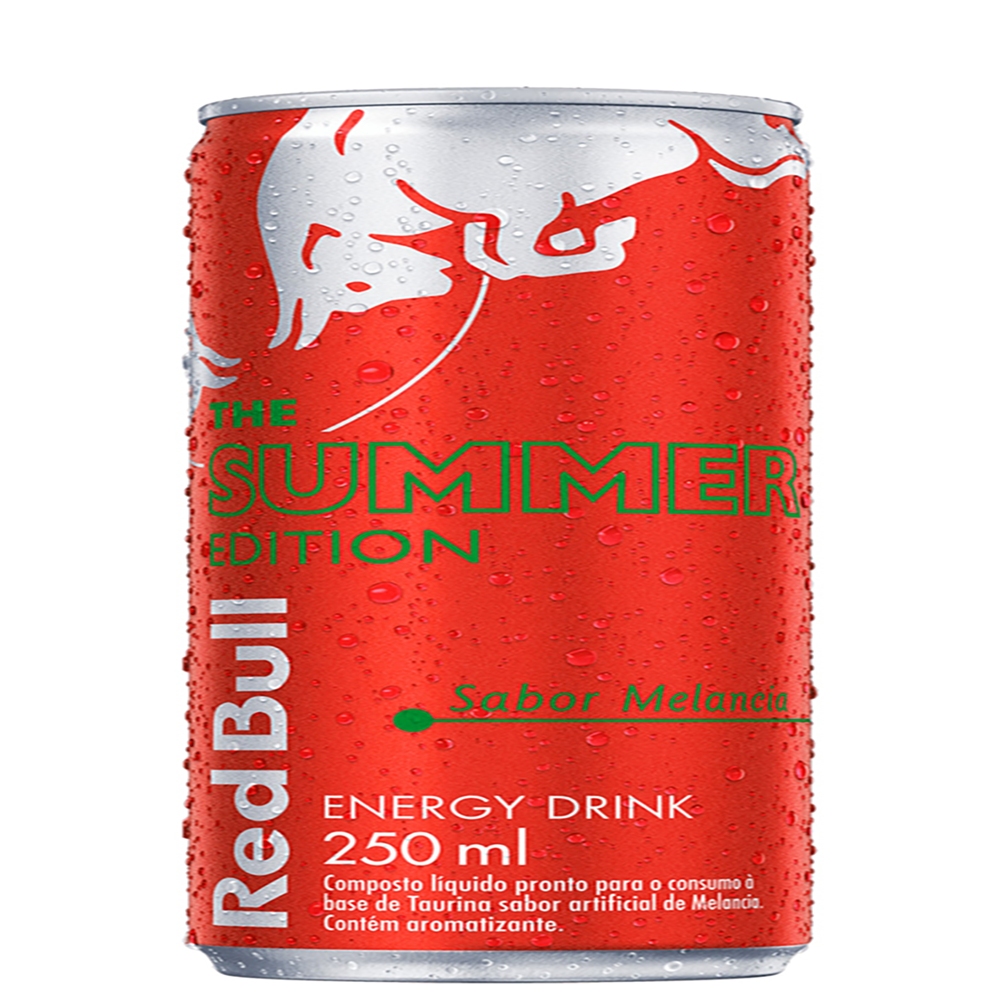 THE
SUMMER
EDITION
Red Bull
Sabor Melancia
ENERGY DRINK
250 ml
Composto líquido pronto para o consumo à
base de Taurina sabor artificial de Melancia.
Contém aromatizante.